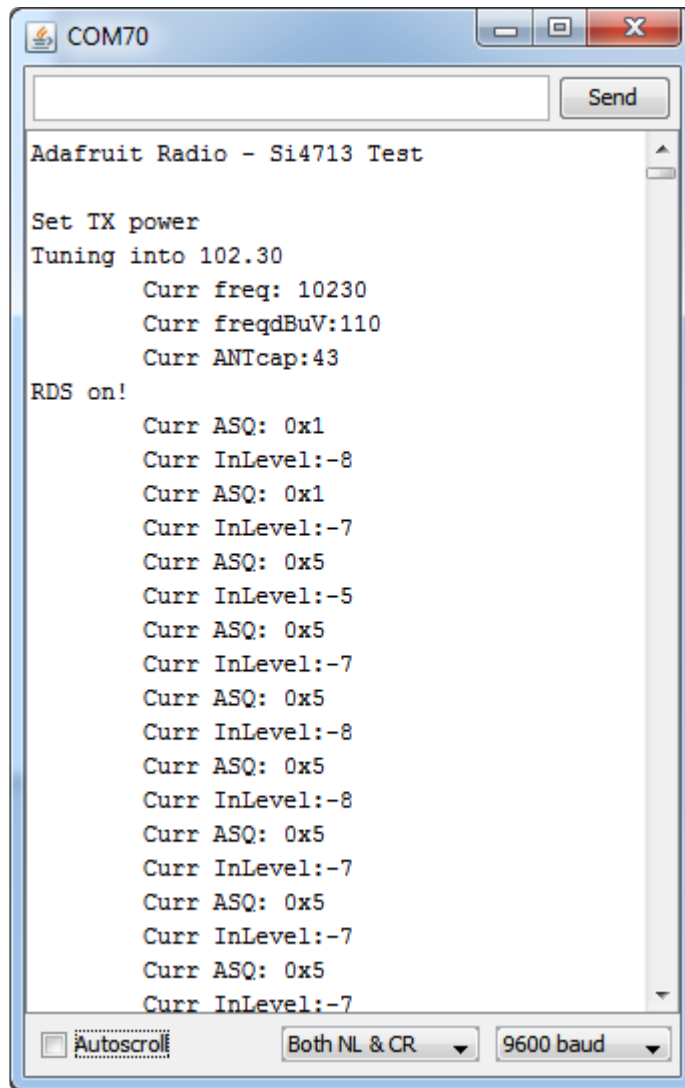 COM70
Send
Adafruit Radio - Si4713 Test
Set TX power
Tuning into 102.30
Curr freq: 10230
Curr freqdBuV:110
Curr ANTcap:43
RDS on!
Curr ASQ: 0x1
Curr InLevel:-8
Curr ASQ: 0x1
Curr InLevel:-7
Curr ASQ: 0x5
Curr InLevel:-5
Curr ASQ: 0x5
Curr InLevel:-7
Curr ASQ: 0x5
Curr InLevel:-8
Curr ASQ: 0x5
Curr InLevel:-8
Curr ASQ: 0x5
Curr InLevel:-7
Curr ASQ: 0x5
Curr InLevel:-7
Curr ASQ: 0x5
Curr InLevel:-7
Autoscroll Both NL & CR 9600 baud